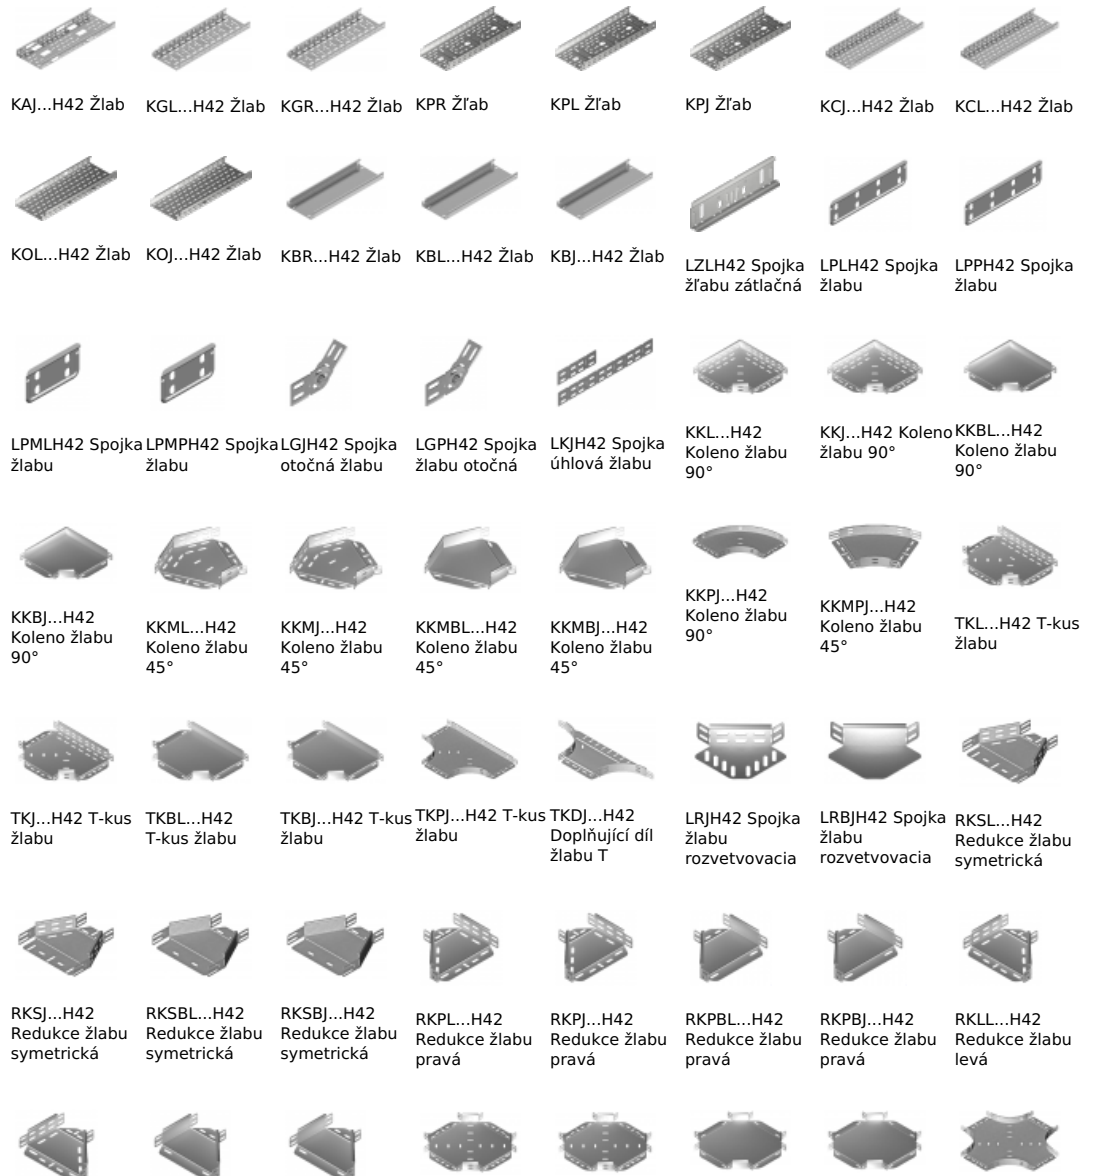 KAJ...H42 Žlab
KGL...H42 Žlab
KGR...H42 Žlab
KPR Žľab
KPL Žľab
KPJ Žľab
KCJ...H42 Žlab
KCL...H42 Žlab
KOL...H42 Žlab
KOJ...H42 Žlab
KBR...H42 Žlab
KBL...H42 Žlab
KBJ...H42 Žlab
LZLH42 Spojka
žľabu zátlačná
LPLH42 Spojka
žlabu
LPPH42 Spojka
žlabu
LPMLH42 Spojka
žlabu
LPMPH42 Spojka
žlabu
LGJH42 Spojka
otočná žlabu
LGPH42 Spojka
žlabu otočná
LKJH42 Spojka
úhlová žlabu
KKL...H42
Koleno žlabu
90°
KKJ...H42 Koleno
žlabu 90°
KKBL...H42
Koleno žlabu
90°
KKBJ...H42
Koleno žlabu
90°
KKML...H42
Koleno žlabu
45°
KKMJ...H42
Koleno žlabu
45°
KKMBL...H42
Koleno žlabu
45°
KKMBJ...H42
Koleno žlabu
45°
KKPJ...H42
Koleno žlabu
90°
KKMPJ...H42
Koleno žlabu
45°
TKL...H42 T-kus
žlabu
TKJ...H42 T-kus
žlabu
TKBL...H42
T-kus žlabu
TKBJ...H42 T-kus
žlabu
TKPJ...H42 T-kus
žlabu
TKDJ...H42
Doplňující díl
žlabu T
LRJH42 Spojka
žlabu
rozvetvovacia
LRBJH42 Spojka
žlabu
rozvetvovacia
RKSL...H42
Redukce žlabu
symetrická
RKSJ...H42
Redukce žlabu
symetrická
RKSBL...H42
Redukce žlabu
symetrická
RKSBJ...H42
Redukce žlabu
symetrická
RKPL...H42
Redukce žlabu
pravá
RKPJ...H42
Redukce žlabu
pravá
RKPBL...H42
Redukce žlabu
pravá
RKPBJ...H42
Redukce žlabu
pravá
RKLL...H42
Redukce žlabu
levá